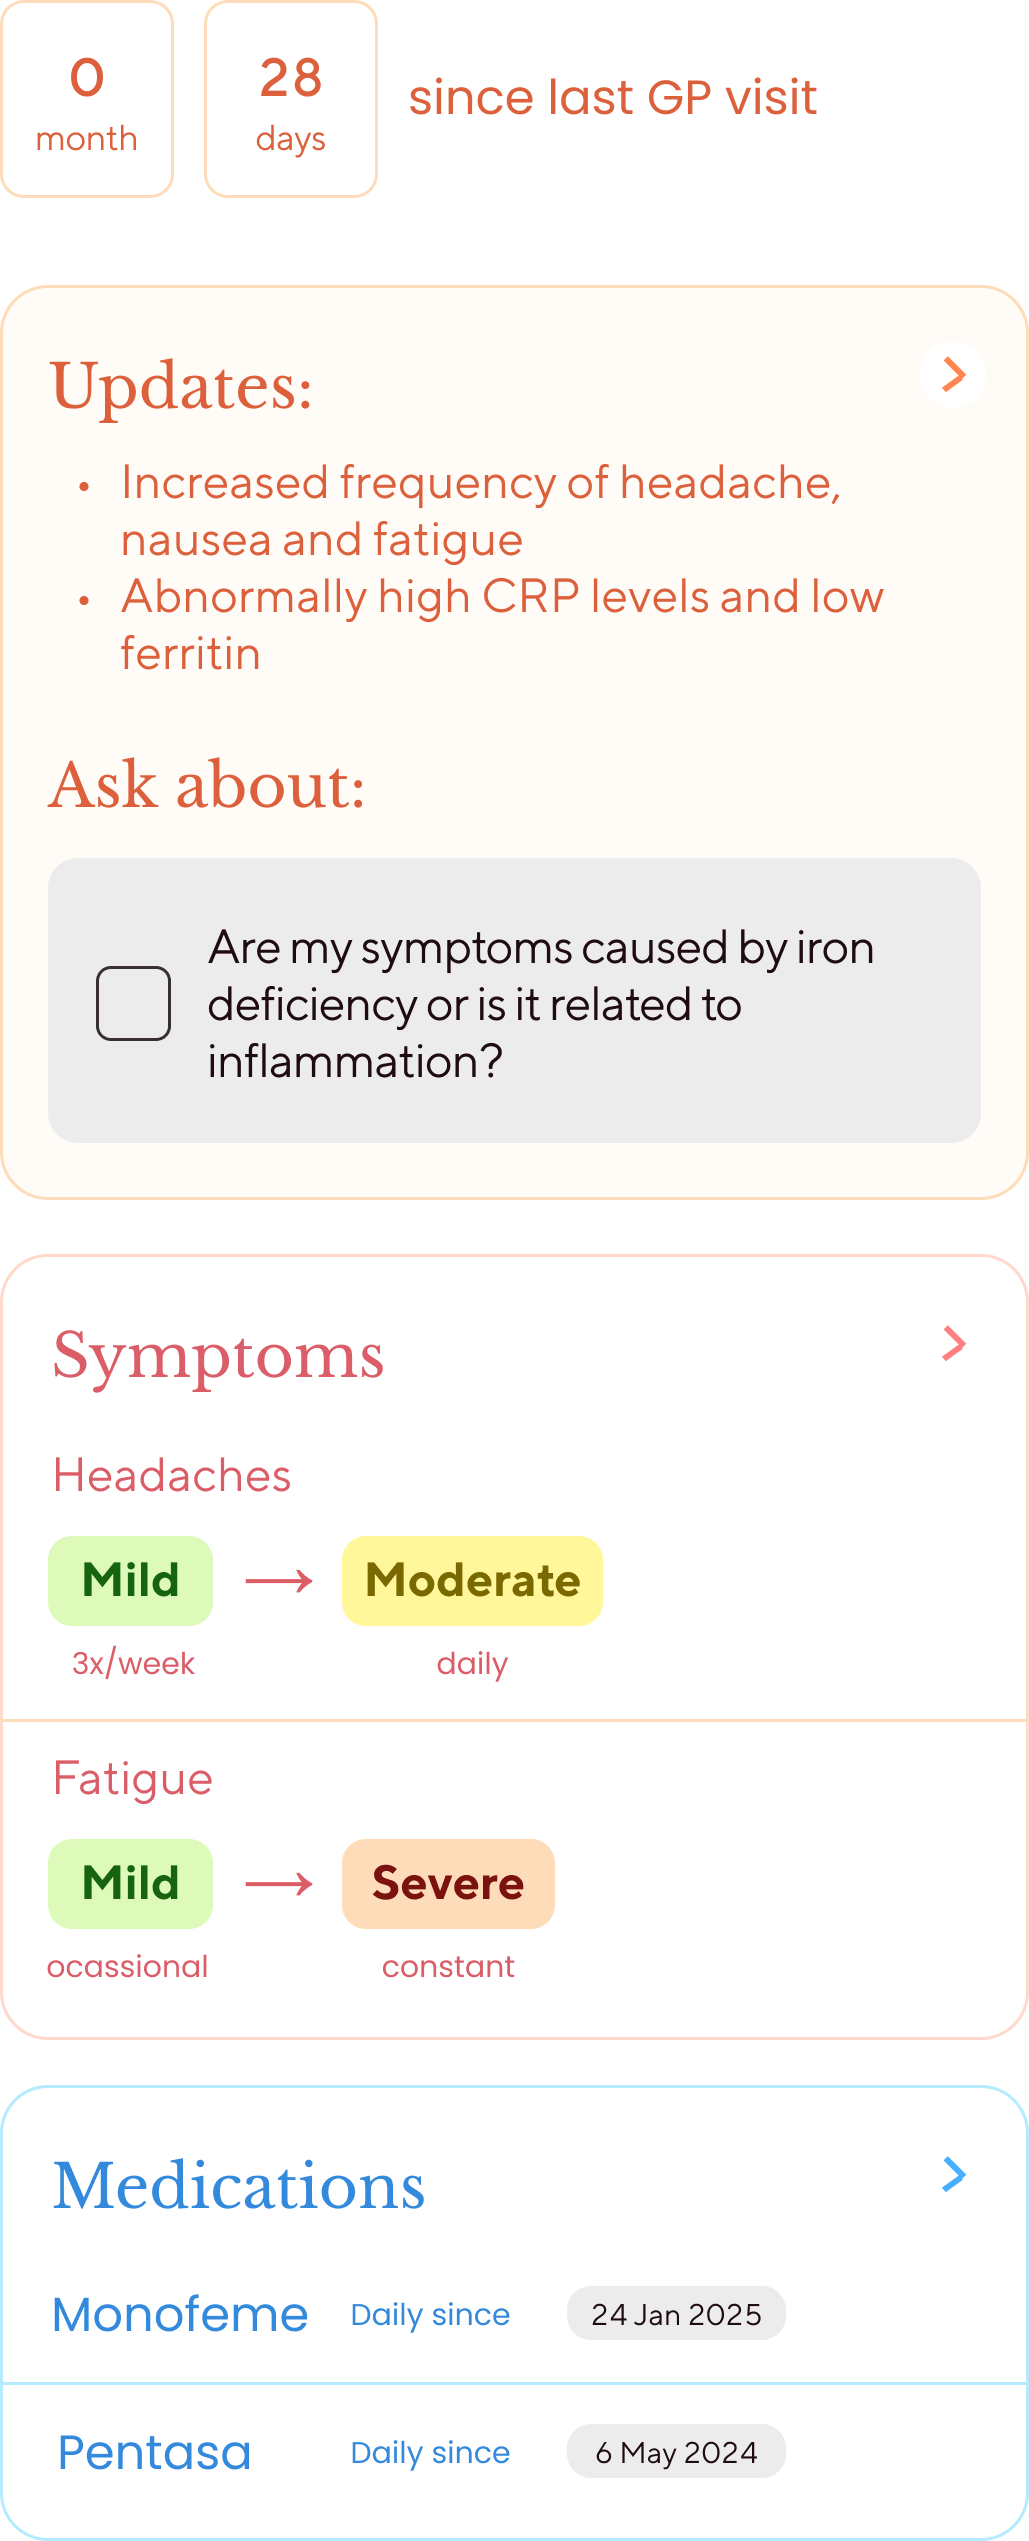 0
month
28
days
since last GP visit
Updates:
• Increased frequency of headache,
nausea and fatigue
• Abnormally high CRP levels and low
ferritin
Ask about:
Are my symptoms caused by iron
deficiency or is it related to
inflammation?
Symptoms
Headaches
Mild → Moderate
3x/week daily
Fatigue
Mild → Severe
ocassional constant
Medications
Monofeme Daily since 24 Jan 2025
Pentasa Daily since 6 May 2024